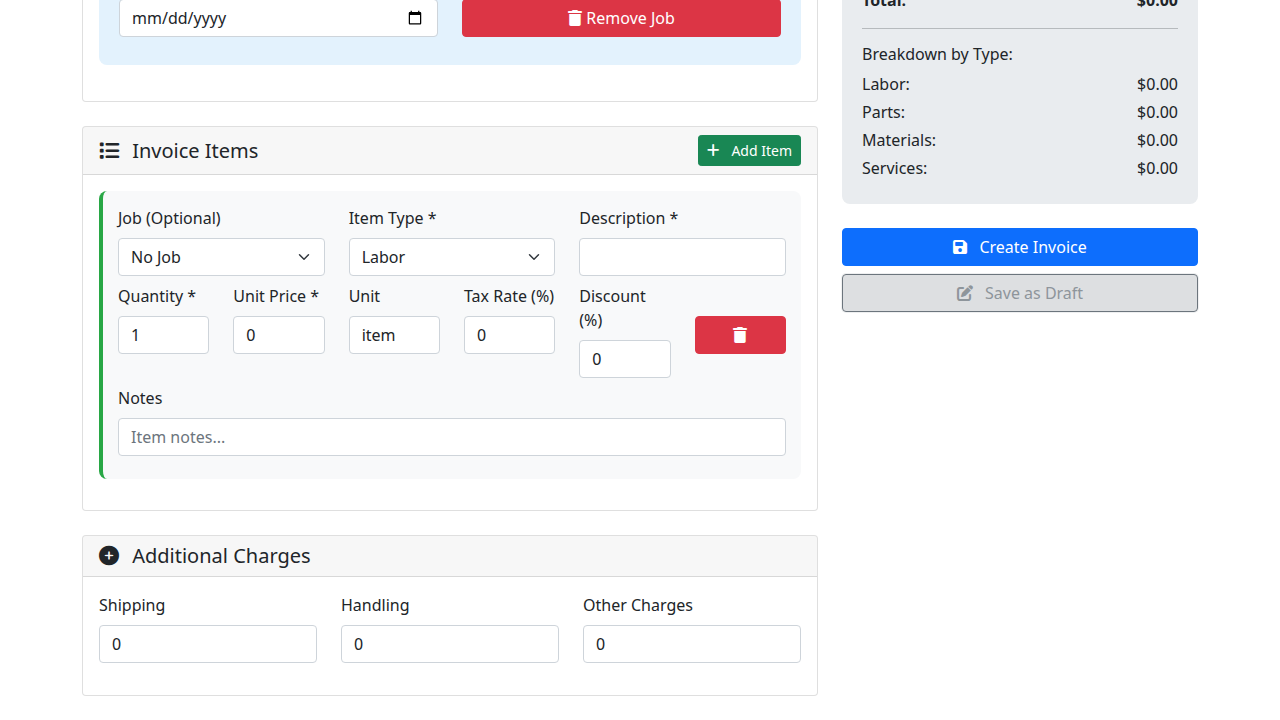 mm/dd/yyyy
Remove Job
Total:
$0.00
Breakdown by Type:
Labor:
$0.00
Parts:
$0.00
Materials:
$0.00
Services:
$0.00
Create Invoice
Save as Draft
Invoice Items
Add Item
Job (Optional)
Item Type *
Description *
No Job
Labor
Quantity *
Unit Price *
Unit
Tax Rate (%)
Discount
(%)
1
0
item
0
0
Notes
Item notes...
Additional Charges
Shipping
Handling
Other Charges
0
0
0